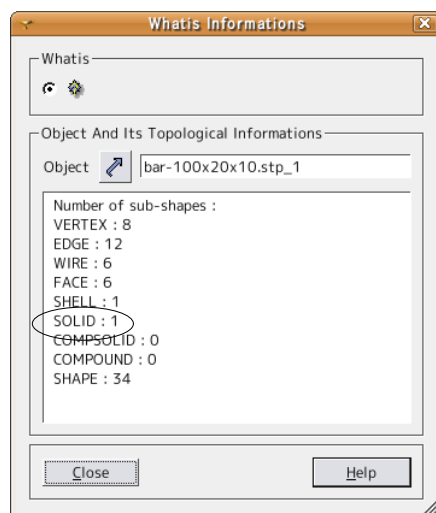 Whatis Informations
Whatis
Object And Its Topological Informations
Object bar-100x20x10.stp_1
Number of sub-shapes :
VERTEX : 8
EDGE : 12
WIRE : 6
FACE : 6
SHELL : 1
SOLID : 1
COMPSOLID : 0
COMPOUND : 0
SHAPE : 34
Close Help